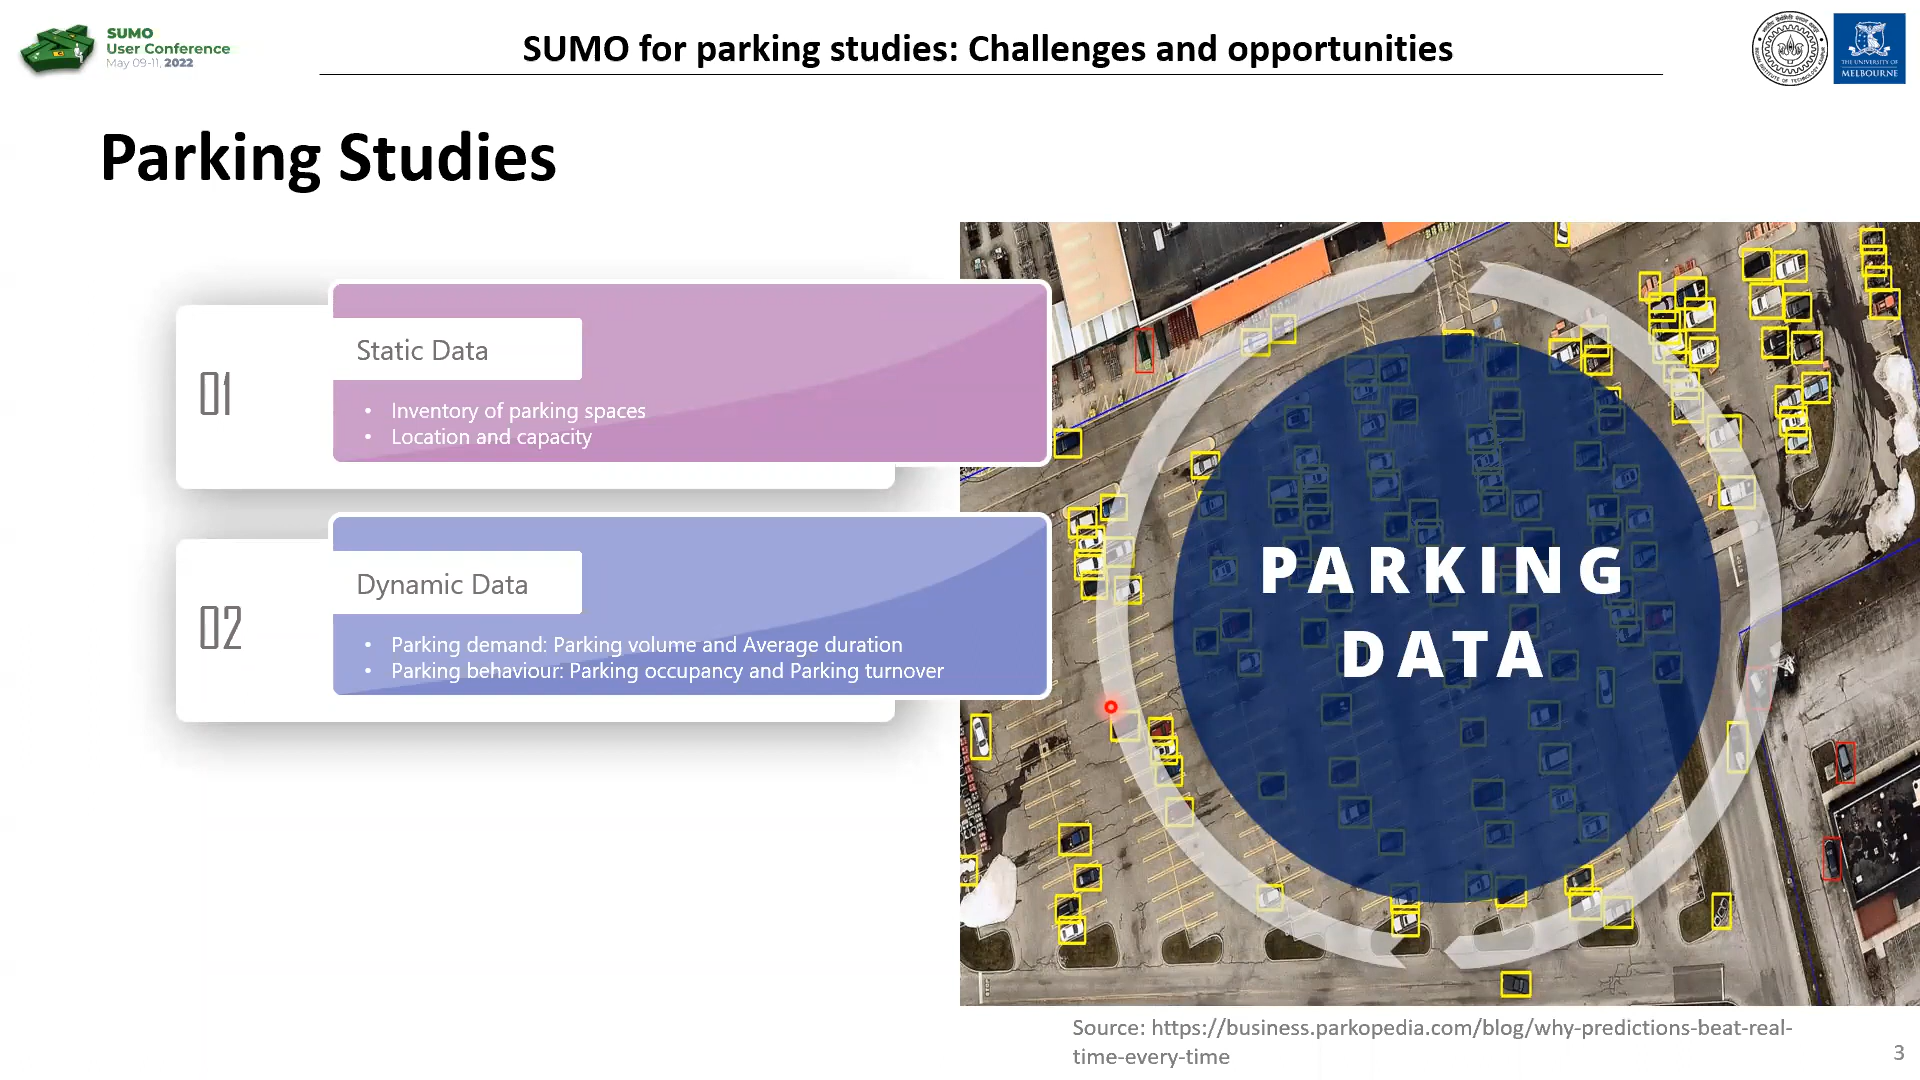 SUMO
User Conference
May 09-11, 2022
SUMO for parking studies: Challenges and opportunities
THE UNIVERSITY OF
MELBOURNE
Parking Studies
01
Static Data
• Inventory of parking spaces
• Location and capacity
02
Dynamic Data
• Parking demand: Parking volume and Average duration
• Parking behaviour: Parking occupancy and Parking turnover
PARKING
DATA
Source: https://business.parkopedia.com/blog/why-predictions-beat-real-
time-every-time
3